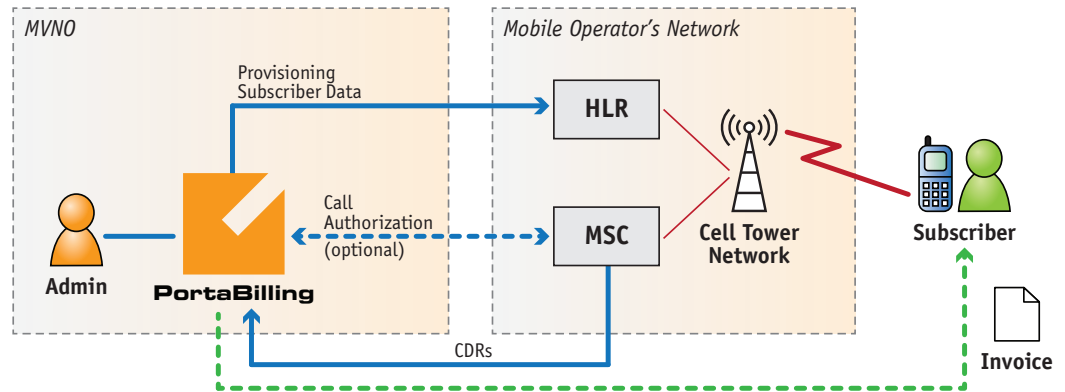 MVNO
Mobile Operator's Network
Provisioning
Subscriber Data
HLR
Call
Authorization
(optional)
MSC
Cell Tower
Network
Subscriber
Admin
PortaBilling
CDRs
Invoice